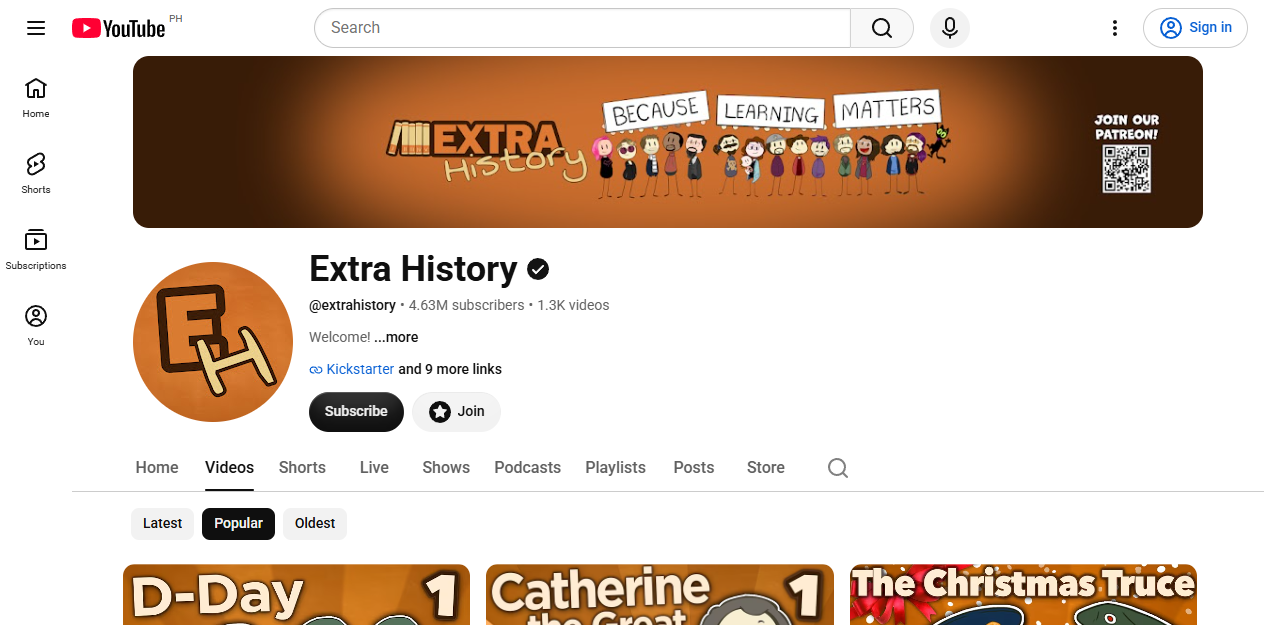 YouTube PH
Search
Sign in
Home
Shorts
Subscriptions
You
BECAUSE LEARNING MATTERS
EXTRA
History
JOIN OUR
PATREON!
EH
Extra History
@extrahistory • 4.63M subscribers • 1.3K videos
Welcome! ...more
Kickstarter and 9 more links
Subscribe Join
Home Videos Shorts Live Shows Podcasts Playlists Posts Store
Latest Popular Oldest
D-Day 1
Catherine 1
the Great
The Christmas Truce